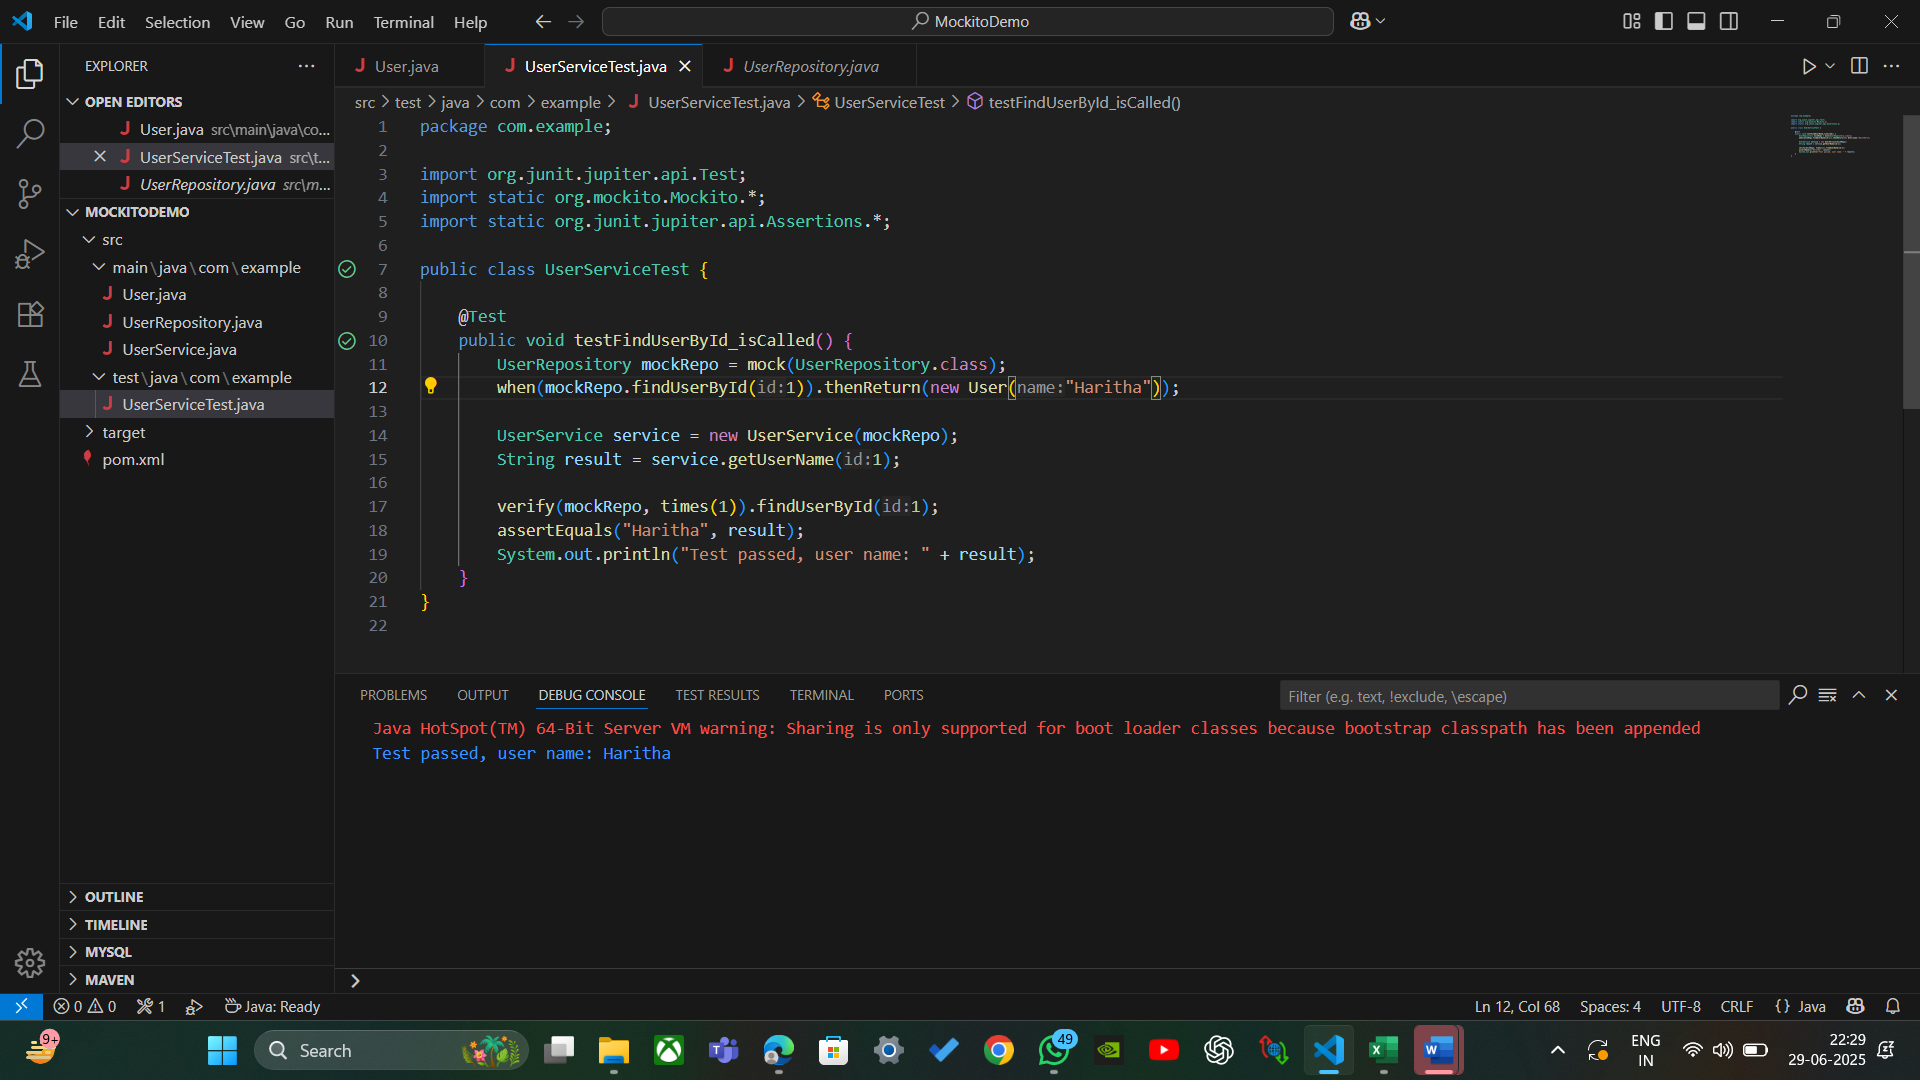 File Edit Selection View Go Run Terminal Help
MockitoDemo
EXPLORER
OPEN EDITORS
User.java src\main\java\co...
UserServiceTest.java src\t...
UserRepository.java src\m...
MOCKITODEMO
src
main\java\com\example
User.java
UserRepository.java
UserService.java
test\java\com\example
UserServiceTest.java
target
pom.xml
OUTLINE
TIMELINE
MYSQL
MAVEN
User.java UserServiceTest.java UserRepository.java
src > test > java > com > example > UserServiceTest.java > UserServiceTest > testFindUserById_isCalled()
1 package com.example;
2
3 import org.junit.jupiter.api.Test;
4 import static org.mockito.Mockito.*;
5 import static org.junit.jupiter.api.Assertions.*;
6
7 public class UserServiceTest {
8
9 @Test
10 public void testFindUserById_isCalled() {
11 UserRepository mockRepo = mock(UserRepository.class);
12 when(mockRepo.findUserById(id:1)).thenReturn(new User(name:"Haritha"));
13
14 UserService service = new UserService(mockRepo);
15 String result = service.getUserName(id:1);
16
17 verify(mockRepo, times(1)).findUserById(id:1);
18 assertEquals("Haritha", result);
19 System.out.println("Test passed, user name: " + result);
20 }
21 }
22
PROBLEMS OUTPUT DEBUG CONSOLE TEST RESULTS TERMINAL PORTS
Filter (e.g. text, !exclude, \escape)
Java HotSpot(TM) 64-Bit Server VM warning: Sharing is only supported for boot loader classes because bootstrap classpath has been appended
Test passed, user name: Haritha
0 0 1 Java: Ready
Ln 12, Col 68 Spaces: 4 UTF-8 CRLF {} Java
9+
Search
49
ENG
IN
22:29
29-06-2025